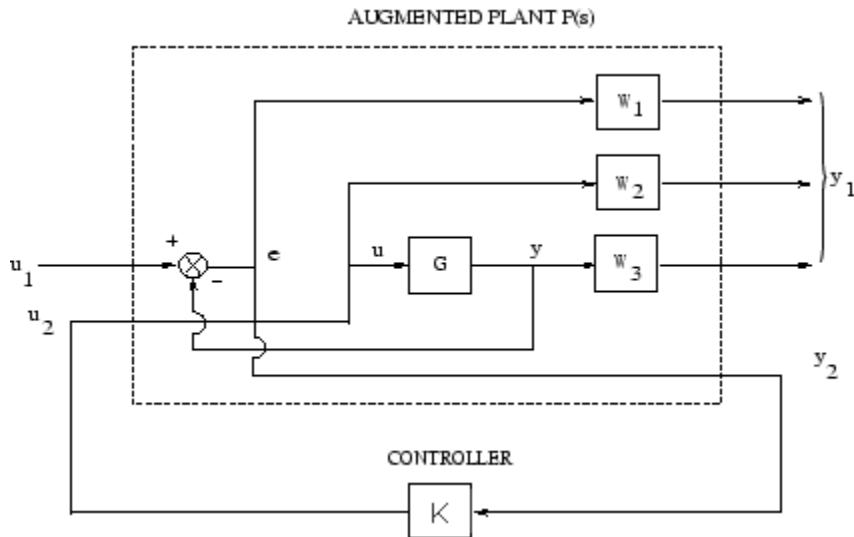 AUGMENTED PLANT P(s)
W1
W2
y1
+
e
u
G
y
W3
u1
−
u2
y2
CONTROLLER
K